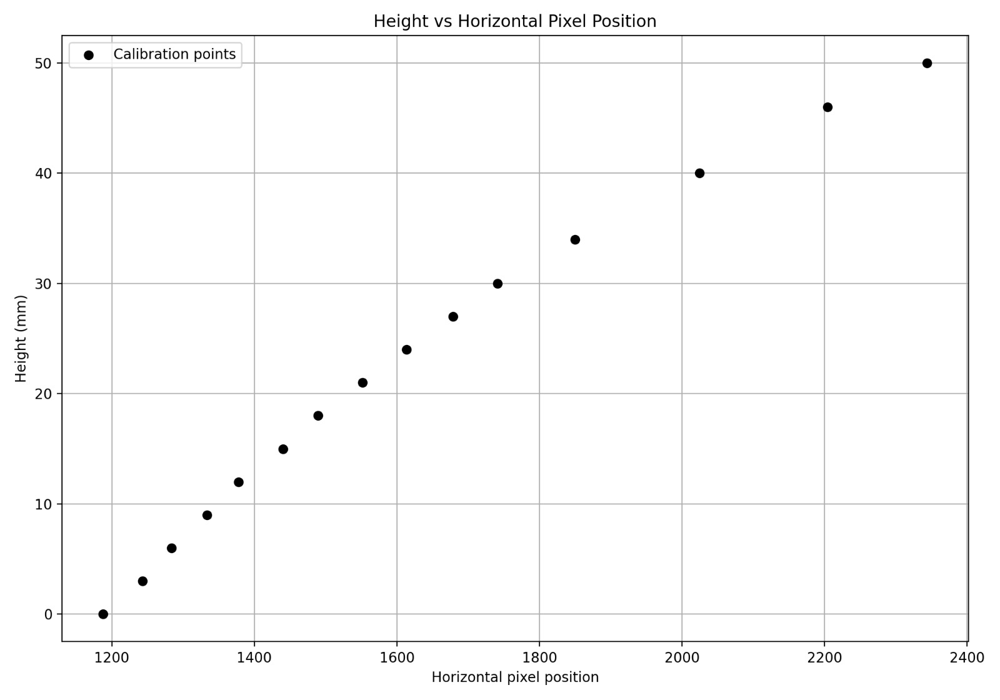 Height vs Horizontal Pixel Position
Calibration points
50
40
30
20
10
0
Height (mm)
1200 1400 1600 1800 2000 2200 2400
Horizontal pixel position